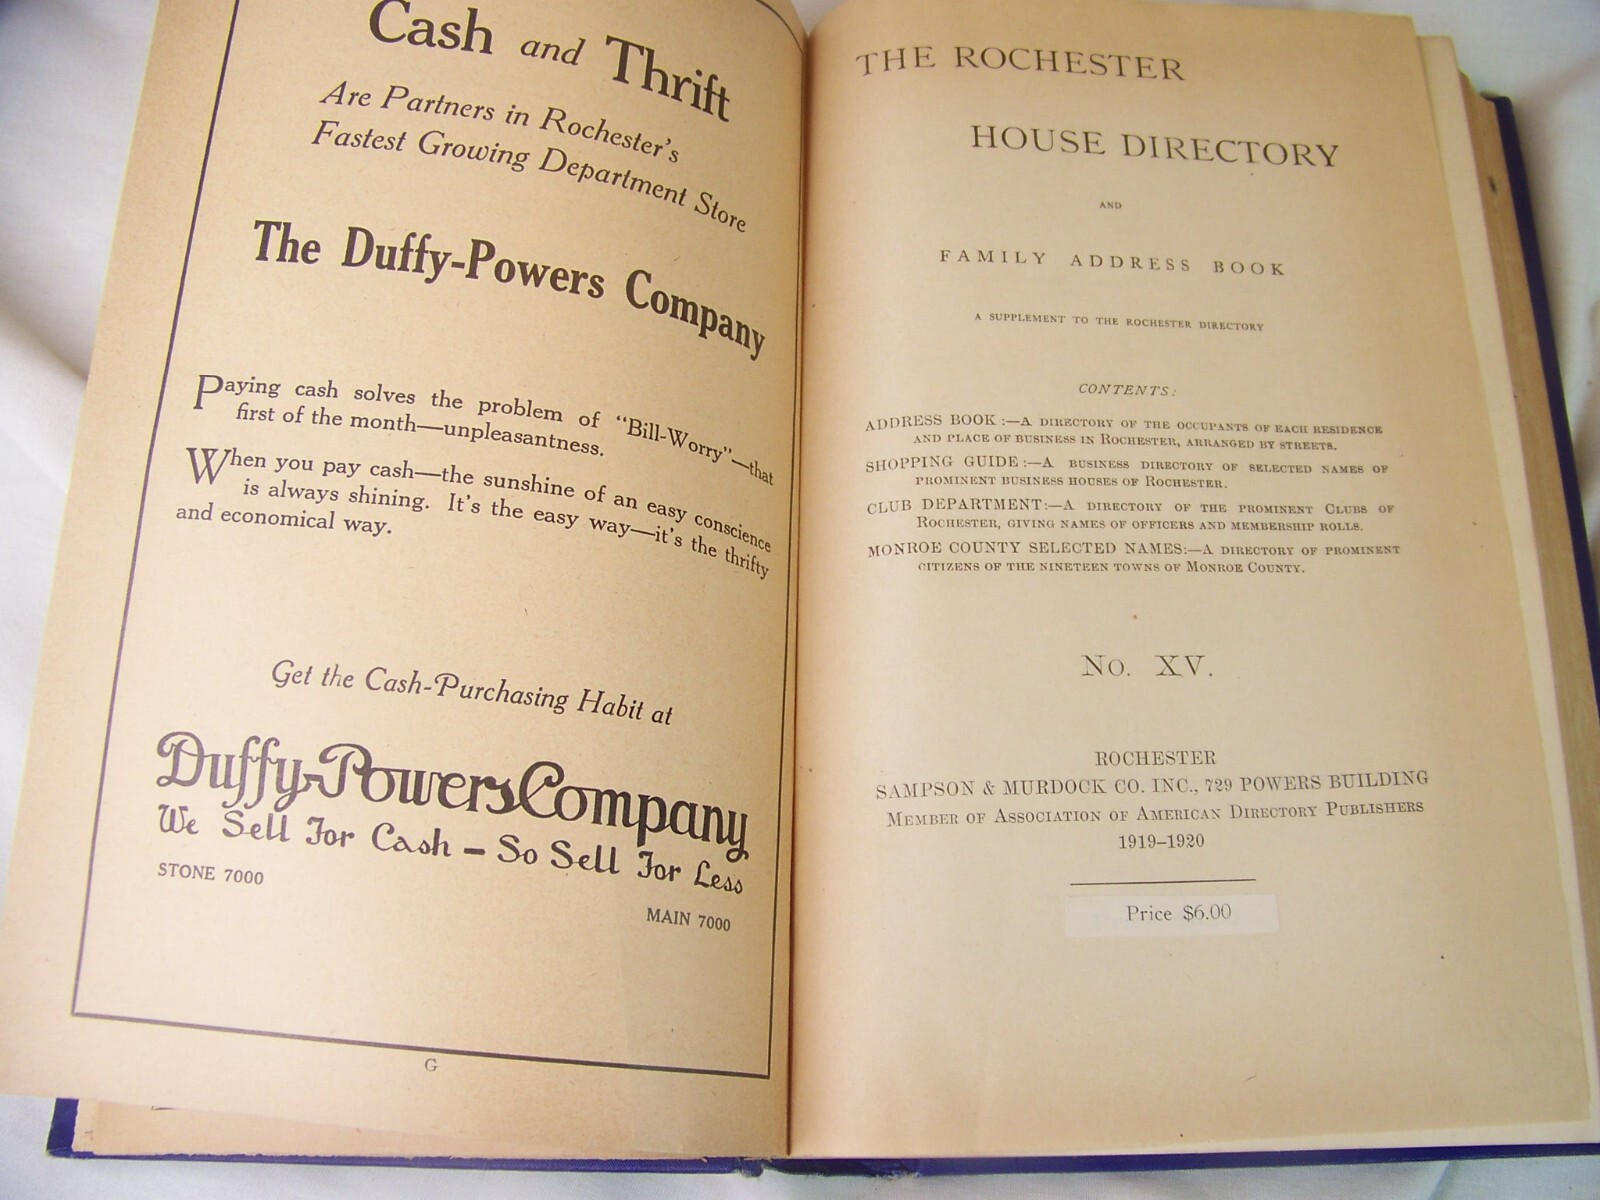 Cash and Thrift
Are Partners in Rochester's
Fastest Growing Department Store
The Duffy-Powers Company
Paying cash solves the problem of "Bill-Worry"—that
first of the month—unpleasantness.
When you pay cash—the sunshine of an easy conscience
is always shining. It's the easy way—it's the thrifty
and economical way.
Get the Cash-Purchasing Habit at
Duffy-Powers Company
We Sell For Cash - So Sell For Less
STONE 7000
MAIN 7000
G
THE ROCHESTER
HOUSE DIRECTORY
AND
FAMILY ADDRESS BOOK
A SUPPLEMENT TO THE ROCHESTER DIRECTORY
CONTENTS:
ADDRESS BOOK:—A DIRECTORY OF THE OCCUPANTS OF EACH RESIDENCE
AND PLACE OF BUSINESS IN ROCHESTER, ARRANGED BY STREETS.
SHOPPING GUIDE:—A BUSINESS DIRECTORY OF SELECTED NAMES OF
PROMINENT BUSINESS HOUSES OF ROCHESTER.
CLUB DEPARTMENT:—A DIRECTORY OF THE PROMINENT CLUBS OF
ROCHESTER, GIVING NAMES OF OFFICERS AND MEMBERSHIP ROLLS.
MONROE COUNTY SELECTED NAMES:—A DIRECTORY OF PROMINENT
CITIZENS OF THE NINETEEN TOWNS OF MONROE COUNTY.
No. XV.
ROCHESTER
SAMPSON & MURDOCK CO. INC., 729 POWERS BUILDING
MEMBER OF ASSOCIATION OF AMERICAN DIRECTORY PUBLISHERS
1919-1920
Price $6.00